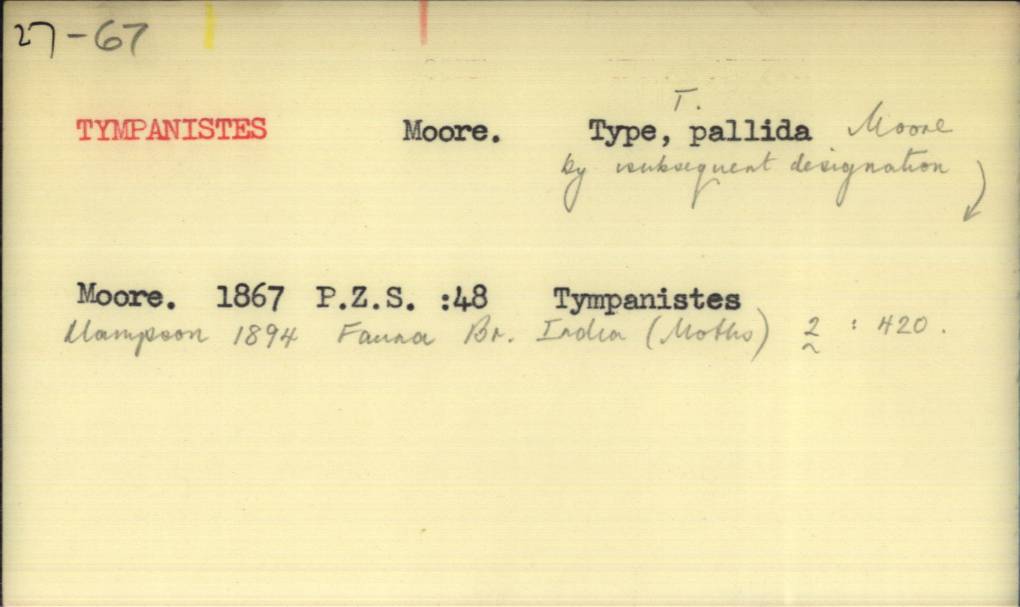 27-67
T.
TYMPANISTES Moore. Type, pallida Moore
by subsequent designation
Moore. 1867 P.Z.S. :48 Tympanistes
Hampson 1894 Fauna Br. India (Moths) 2 : 420.